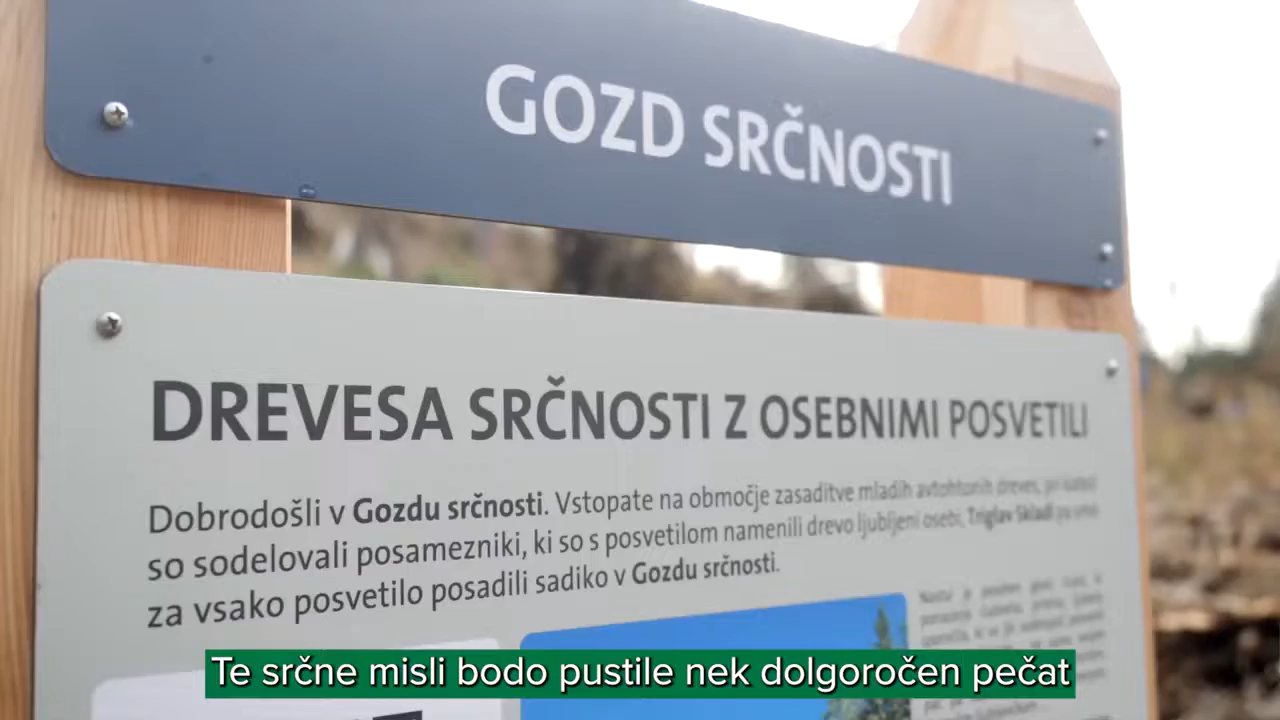 GOZD SRČNOSTI
DREVESA SRČNOSTI Z OSEBNIMI POSVETILI
Dobrodošli v Gozdu srčnosti. Vstopate na območje zasaditve mladih avtohtonih dreves, pri kateri
so sodelovali posamezniki, ki so s posvetilom namenili drevo ljubljeni osebi, Triglav Skladi pa smo
za vsako posvetilo posadili sadiko v Gozdu srčnosti.
Te srčne misli bodo pustile nek dolgoročen pečat